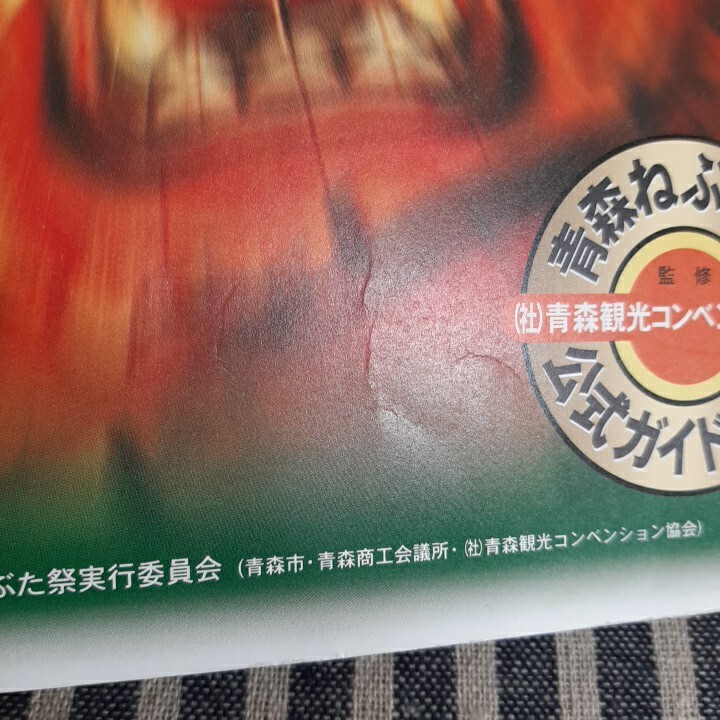 青森ねぶ
監修
(社)青森観光コンベン
公式ガイド
ぶた祭実行委員会 (青森市・青森商工会議所・(社)青森観光コンベンション協会)